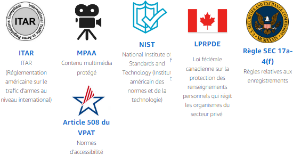 ITAR
ITAR
ITAR
(Réglementation
américaine sur le
trafic d'armes au
niveau international)
MPAA
Contenu multimédia
protégé
NIST
National Institute of
Standards and
Technology (institut
américain des
normes et de la
technologie)
LPRPDE
Loi fédérale
canadienne sur la
protection des
renseignements
personnels qui régit
les organismes du
secteur privé
Règle SEC 17a-
4(f)
Règles relatives aux
enregistrements
Article 508 du
VPAT
Normes
d'accessibilité